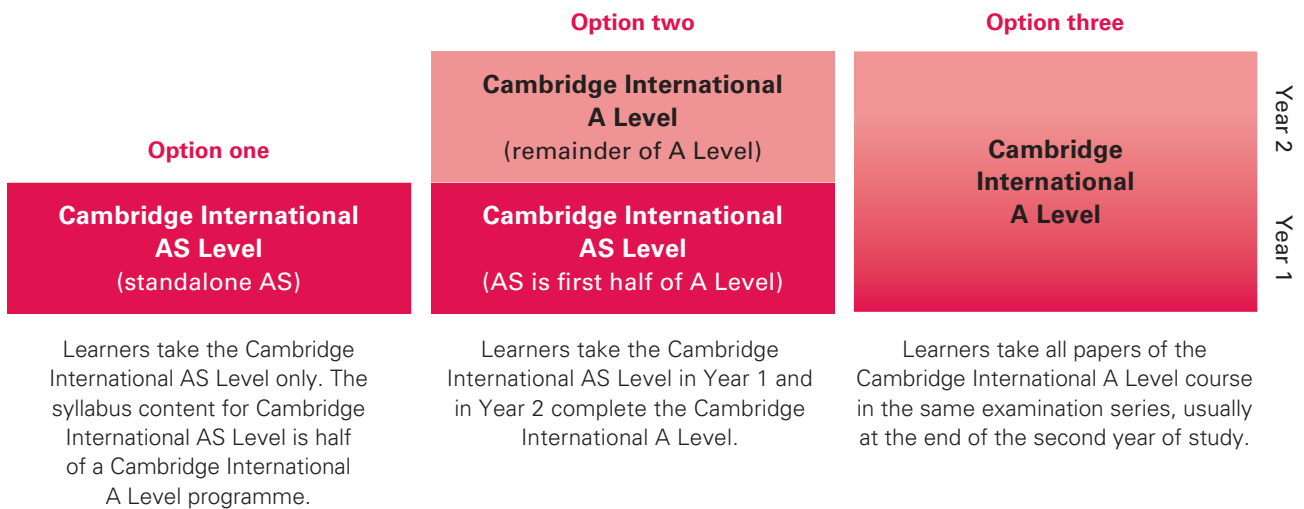 Option one
Cambridge International
AS Level
(standalone AS)
Learners take the Cambridge
International AS Level only. The
syllabus content for Cambridge
International AS Level is half
of a Cambridge International
A Level programme.
Option two
Cambridge International
A Level
(remainder of A Level)
Cambridge International
AS Level
(AS is first half of A Level)
Learners take the Cambridge
International AS Level in Year 1 and
in Year 2 complete the Cambridge
International A Level.
Option three
Cambridge
International
A Level
Learners take all papers of the
Cambridge International A Level course
in the same examination series, usually
at the end of the second year of study.
Year 2
Year 1